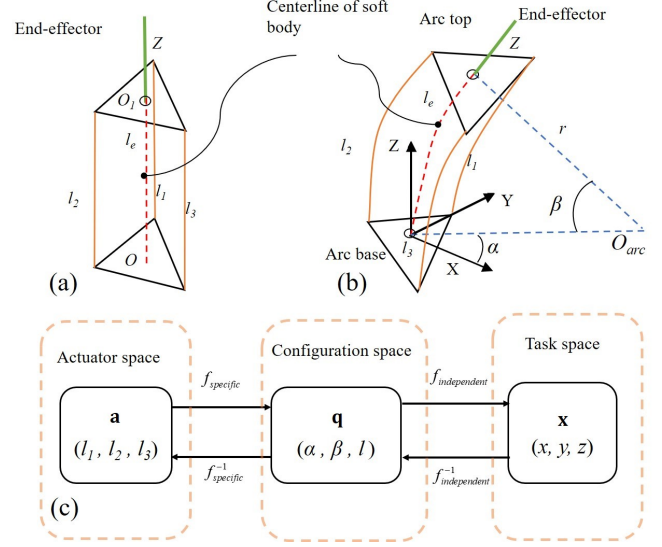 End-effector
Z
O1
le
l2
l1
l3
O
(a)
Centerline of soft
body
Arc top
End-effector
Z
le
l2
l1
r
Z
Y
β
l3
α
Oarc
Arc base
X
(b)
Actuator space
Configuration space
Task space
a
(l1 , l2 , l3)
fspecific
f-1specific
q
(α , β , l )
findependent
f-1independent
x
(x, y, z)
(c)